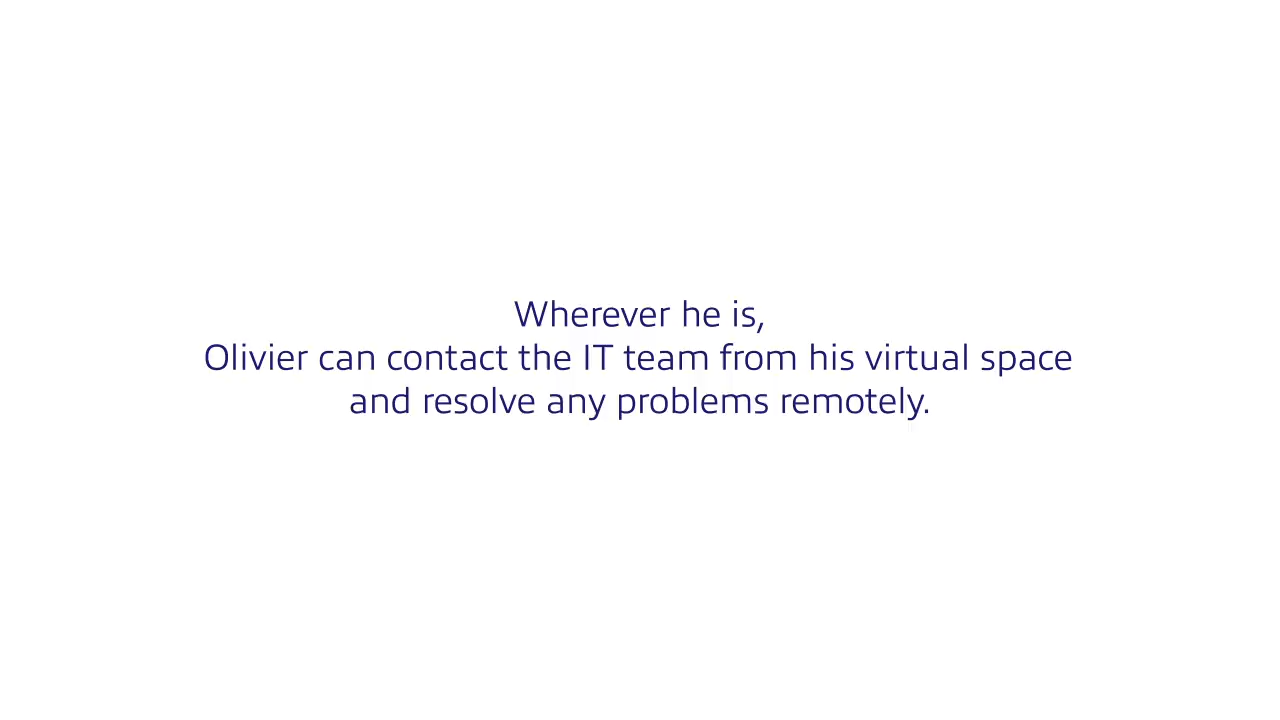 Wherever he is,
Olivier can contact the IT team from his virtual space
and resolve any problems remotely.